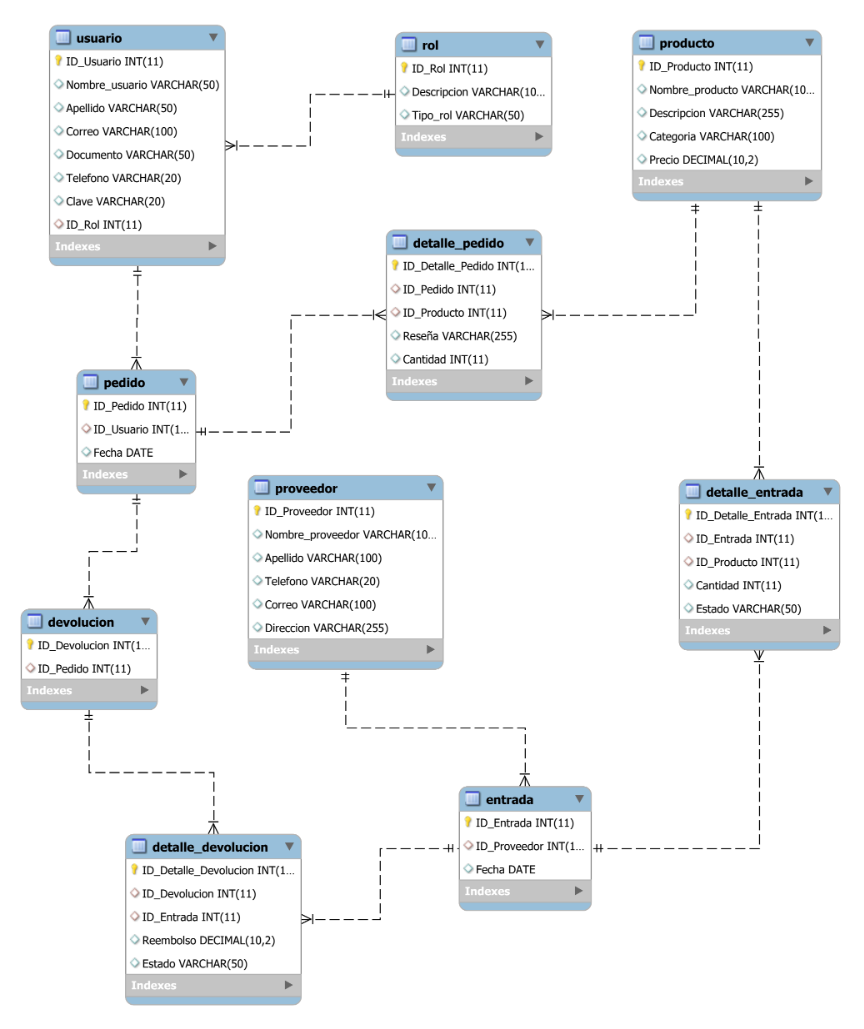 usuario
ID_Usuario INT(11)
Nombre_usuario VARCHAR(50)
Apellido VARCHAR(50)
Correo VARCHAR(100)
Documento VARCHAR(50)
Telefono VARCHAR(20)
Clave VARCHAR(20)
ID_Rol INT(11)
Indexes
rol
ID_Rol INT(11)
Descripcion VARCHAR(10...
Tipo_rol VARCHAR(50)
Indexes
producto
ID_Producto INT(11)
Nombre_producto VARCHAR(10...
Descripcion VARCHAR(255)
Categoria VARCHAR(100)
Precio DECIMAL(10,2)
Indexes
detalle_pedido
ID_Detalle_Pedido INT(1...
ID_Pedido INT(11)
ID_Producto INT(11)
Reseña VARCHAR(255)
Cantidad INT(11)
Indexes
pedido
ID_Pedido INT(11)
ID_Usuario INT(1...
Fecha DATE
Indexes
proveedor
ID_Proveedor INT(11)
Nombre_proveedor VARCHAR(10...
Apellido VARCHAR(100)
Telefono VARCHAR(20)
Correo VARCHAR(100)
Direccion VARCHAR(255)
Indexes
detalle_entrada
ID_Detalle_Entrada INT(1...
ID_Entrada INT(11)
ID_Producto INT(11)
Cantidad INT(11)
Estado VARCHAR(50)
Indexes
devolucion
ID_Devolucion INT(1...
ID_Pedido INT(11)
Indexes
entrada
ID_Entrada INT(11)
ID_Proveedor INT(1...
Fecha DATE
Indexes
detalle_devolucion
ID_Detalle_Devolucion INT(1...
ID_Devolucion INT(11)
ID_Entrada INT(11)
Reembolso DECIMAL(10,2)
Estado VARCHAR(50)
Indexes